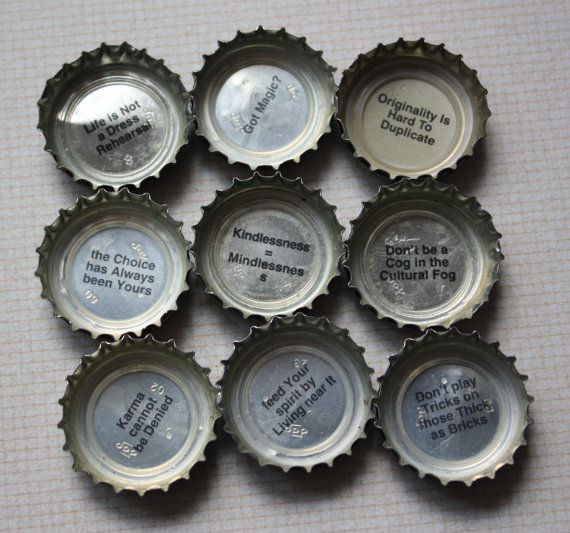 Life is Not
a Dress
Rehearsal
Got Magic?
Originality Is
Hard To
Duplicate
the Choice
has Always
been Yours
Kindlessness
=
Mindlessnes
s
Don't be a
Cog in the
Cultural Fog
Karma
cannot
be Denied
feed Your
spirit by
Living near It
Don't play
Tricks on
those Thick
as Bricks